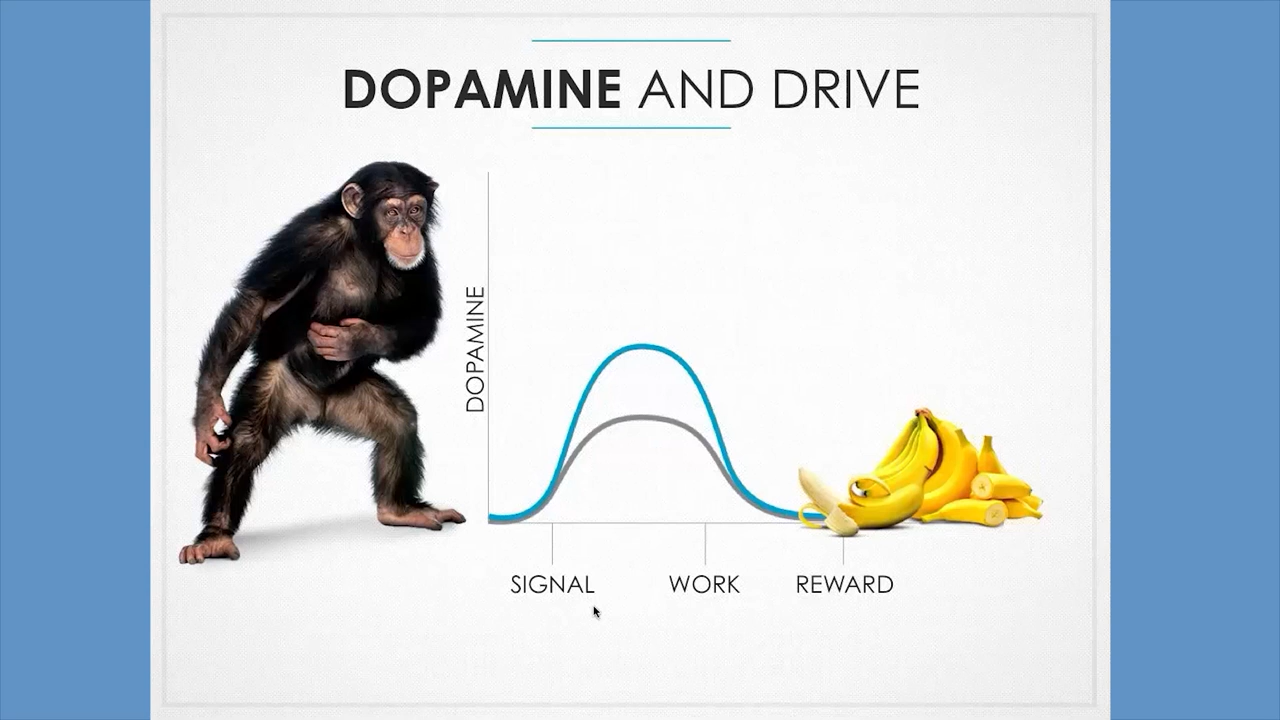 DOPAMINE AND DRIVE
DOPAMINE
SIGNAL
WORK
REWARD